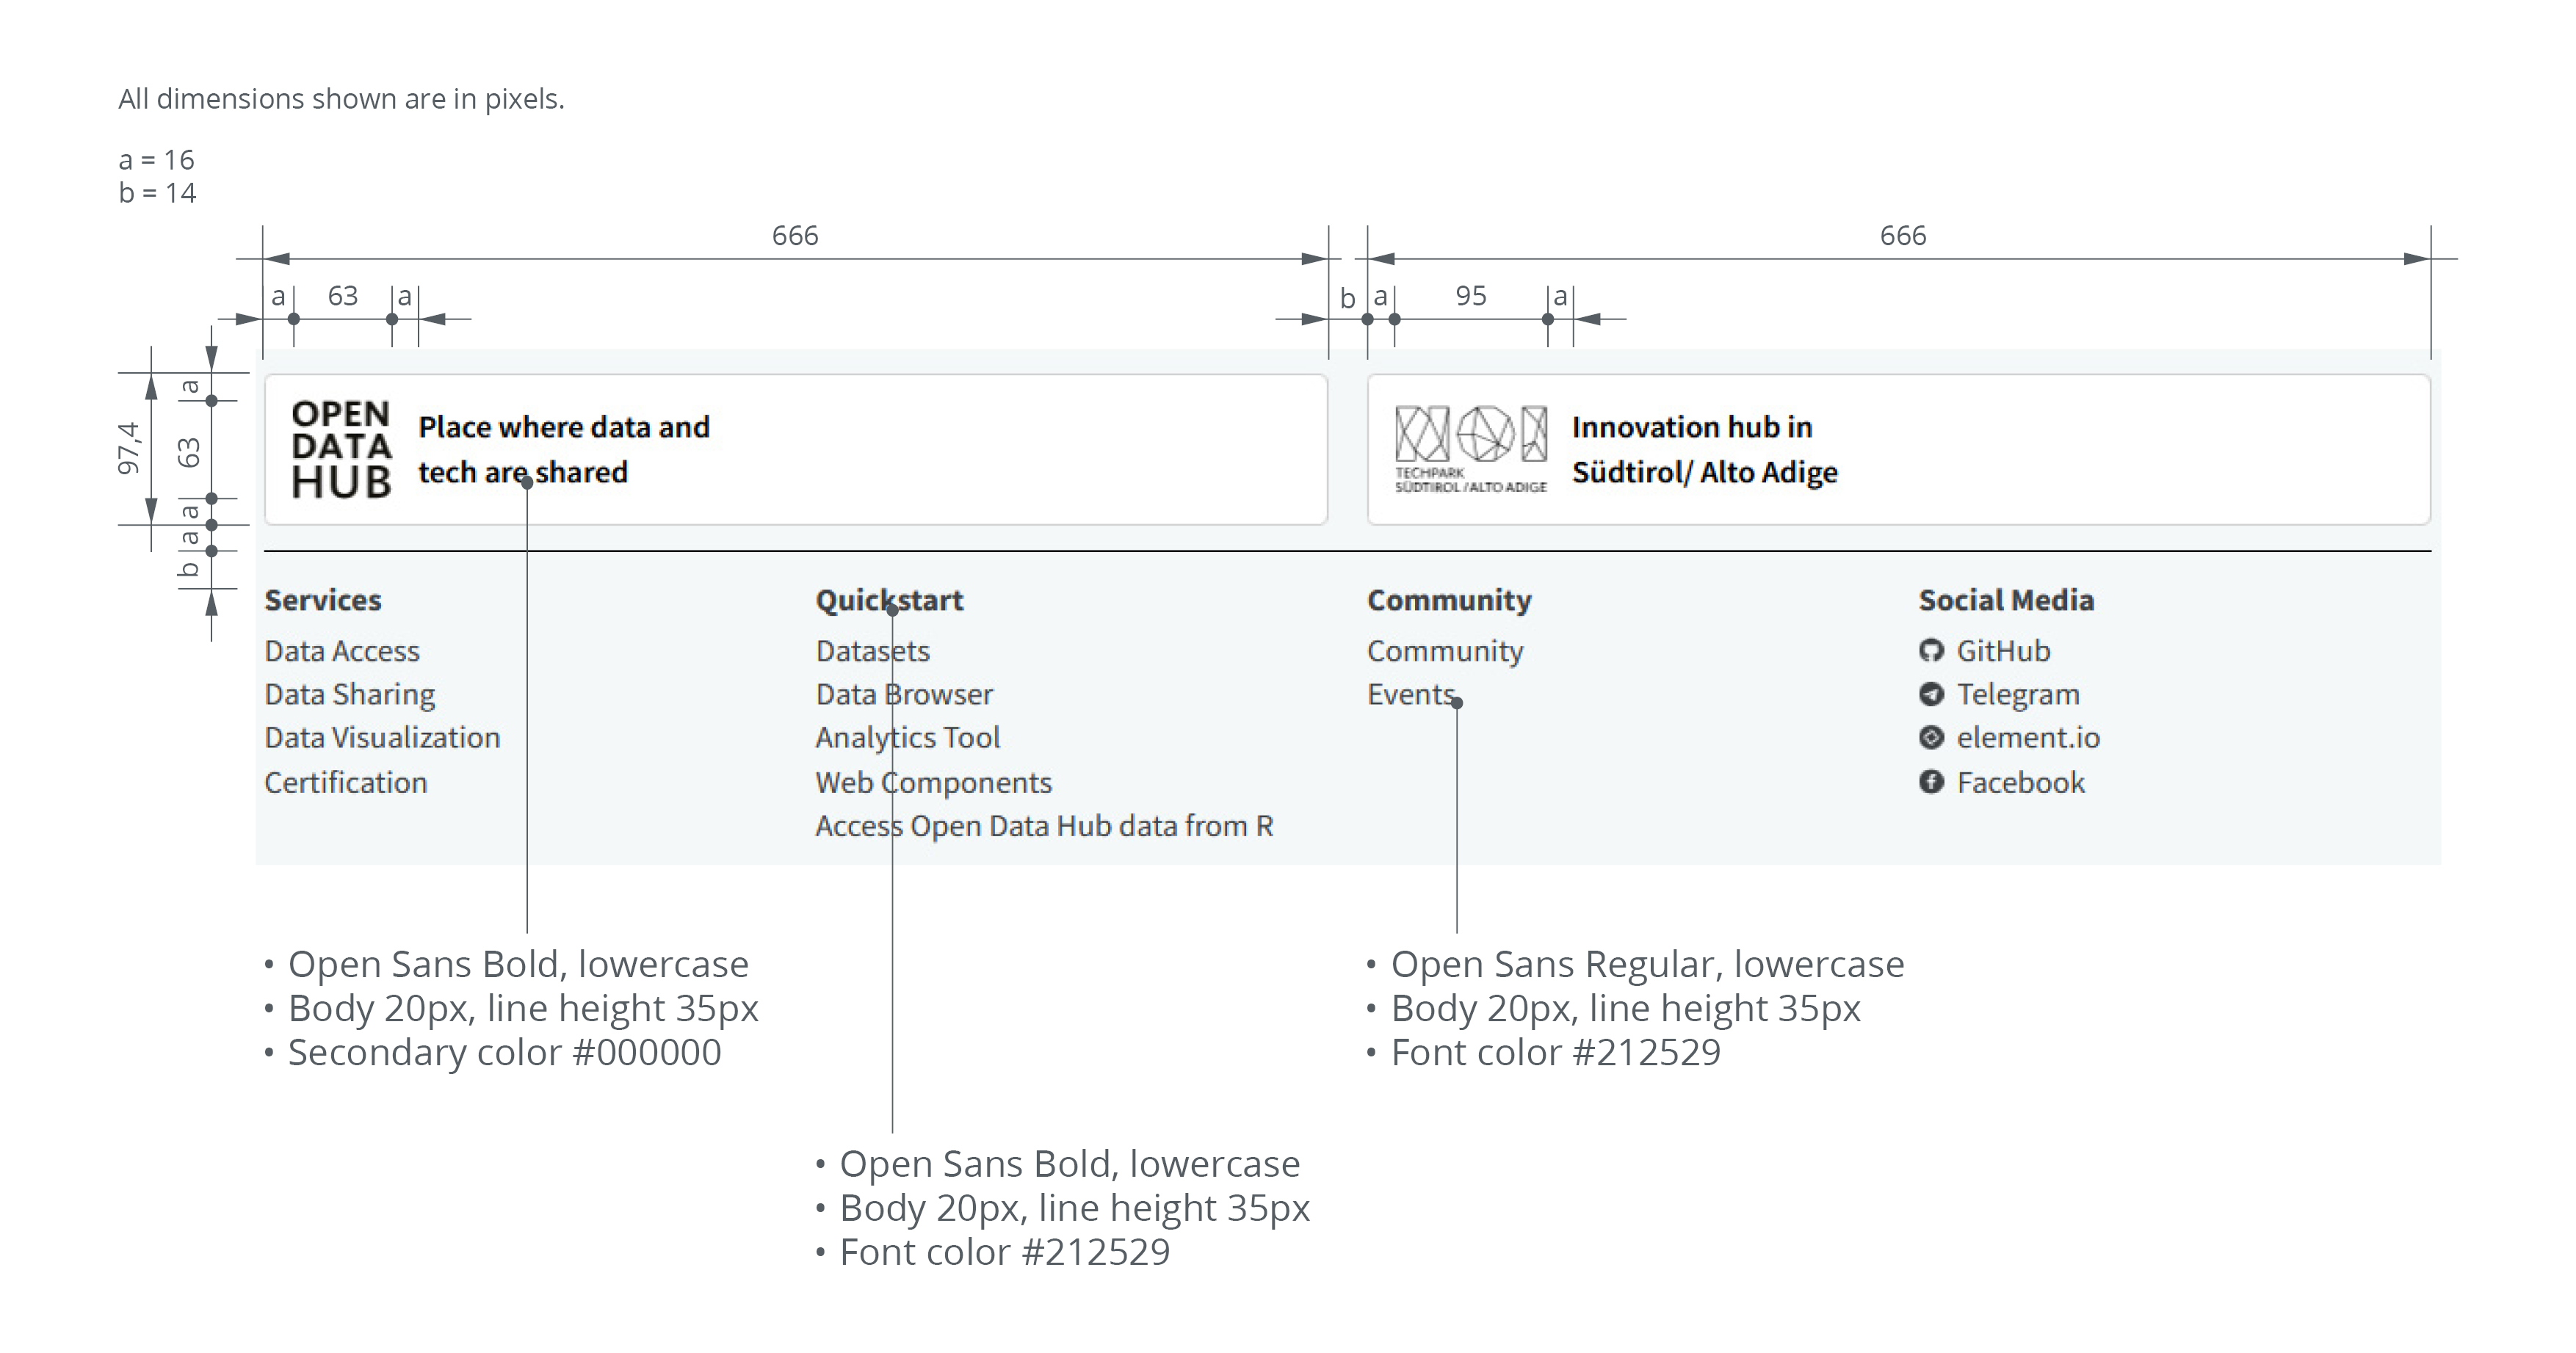 All dimensions shown are in pixels.
a = 16
b = 14
666
666
a
63
a
b
a
95
a
97,4
a
63
a
a
b
OPEN
DATA
HUB
Place where data and
tech are shared
TECHPARK
SÜDTIROL / ALTO ADIGE
Innovation hub in
Südtirol/ Alto Adige
Services
Data Access
Data Sharing
Data Visualization
Certification
Quickstart
Datasets
Data Browser
Analytics Tool
Web Components
Access Open Data Hub data from R
Community
Community
Events
Social Media
GitHub
Telegram
element.io
Facebook
• Open Sans Bold, lowercase
• Body 20px, line height 35px
• Secondary color #000000
• Open Sans Bold, lowercase
• Body 20px, line height 35px
• Font color #212529
• Open Sans Regular, lowercase
• Body 20px, line height 35px
• Font color #212529